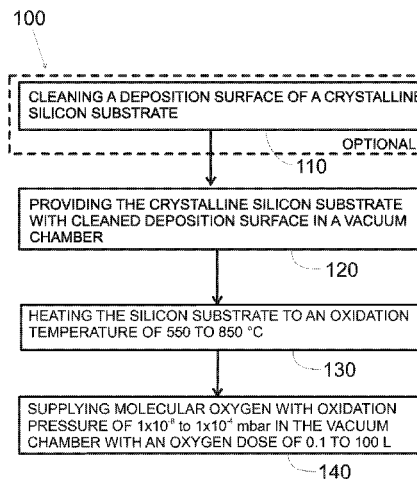 100
CLEANING A DEPOSITION SURFACE OF A CRYSTALLINE
SILICON SUBSTRATE
OPTIONAL
110
PROVIDING THE CRYSTALLINE SILICON SUBSTRATE
WITH CLEANED DEPOSITION SURFACE IN A VACUUM
CHAMBER
120
HEATING THE SILICON SUBSTRATE TO AN OXIDATION
TEMPERATURE OF 550 TO 850 °C
130
SUPPLYING MOLECULAR OXYGEN WITH OXIDATION
PRESSURE OF 1x10⁻⁸ to 1x10⁻⁴ mbar IN THE VACUUM
CHAMBER WITH AN OXYGEN DOSE OF 0.1 TO 100 L
140